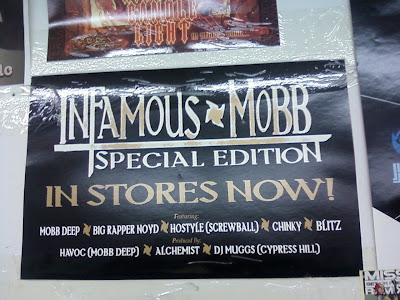 INFAMOUS MOBB
SPECIAL EDITION
IN STORES NOW!
Featuring:
MOBB DEEP BIG RAPPER NOYD HOSTYLE (SCREWBALL) CHINKY BLITZ
Produced By:
HAVOC (MOBB DEEP) ALCHEMIST DJ MUGGS (CYPRESS HILL)